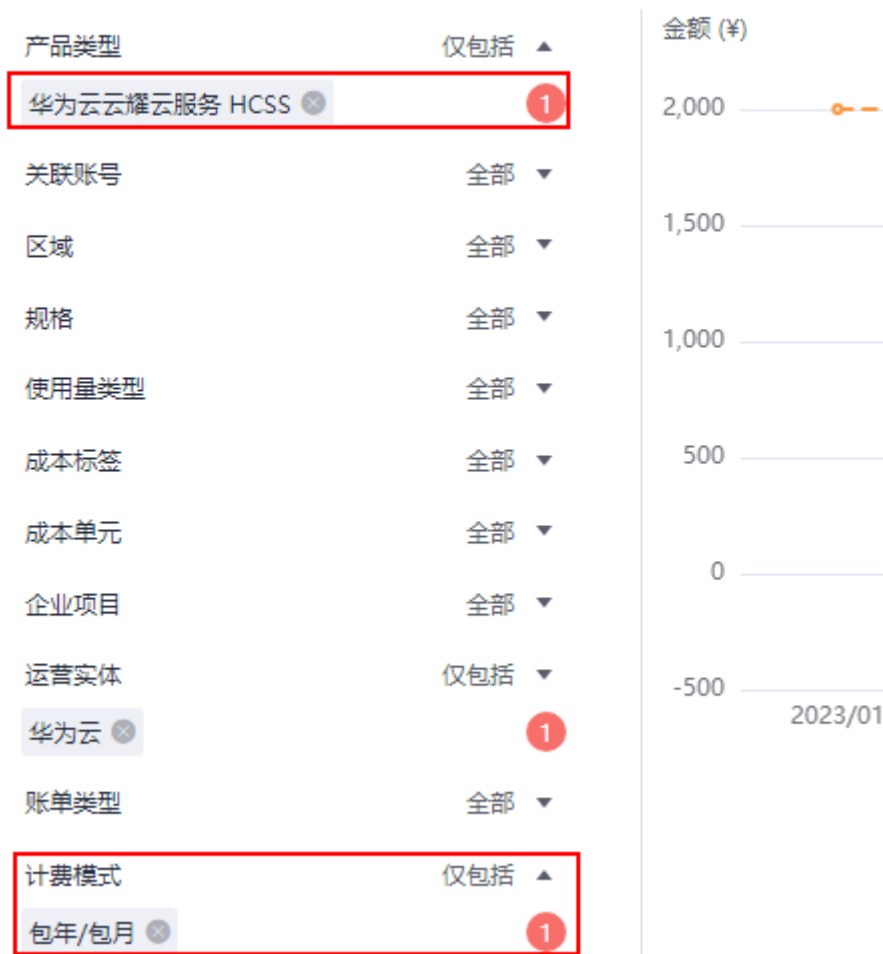 产品类型 仅包括
华为云云耀云服务 HCSS 1
关联账号 全部
区域 全部
规格 全部
使用量类型 全部
成本标签 全部
成本单元 全部
企业项目 全部
运营实体 仅包括
华为云 1
账单类型 全部
计费模式 仅包括
包年/包月 1
金额 (¥)
2,000
1,500
1,000
500
0
-500
2023/01